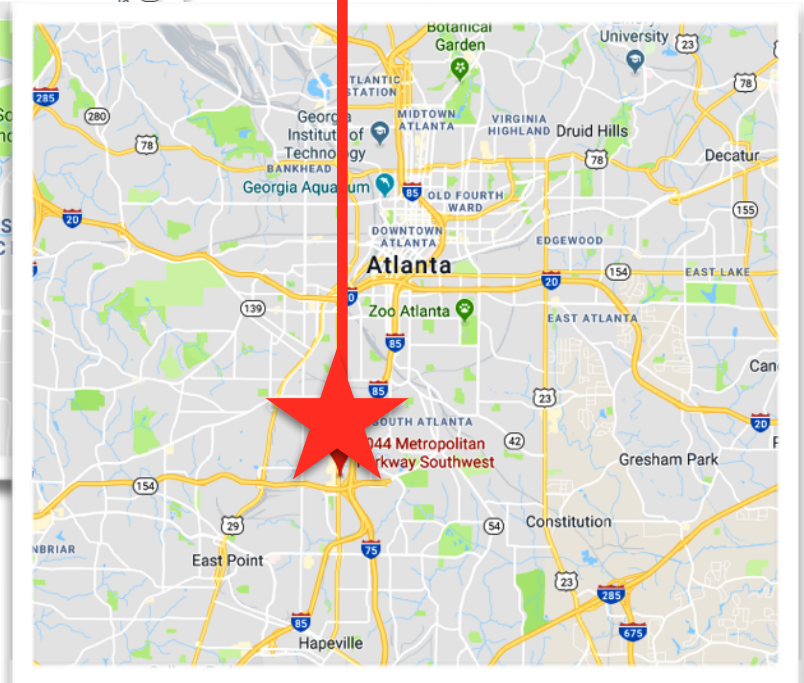 Botanical
Garden
University
23
78
285
280
TLANTIC
STATION
Georgia
Institute of
Technology
MIDTOWN
ATLANTA
VIRGINIA
HIGHLAND
Druid Hills
78
78
BANKHEAD
Decatur
Georgia Aquarium
85
OLD FOURTH
WARD
155
20
DOWNTOWN
ATLANTA
EDGEWOOD
Atlanta
154
EAST LAKE
20
139
Zoo Atlanta
EAST ATLANTA
85
85
23
20
SOUTH ATLANTA
044 Metropolitan
rkway Southwest
42
Gresham Park
154
29
54
Constitution
NBRIAR
East Point
75
23
285
85
675
Hapeville